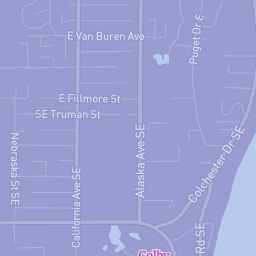 E Van Buren Ave
Puget Dr E
E Fillmore St
SE Truman St
Nebraska St SE
California Ave SE
Alaska Ave SE
Colchester Dr SE
Rd SE
Colby